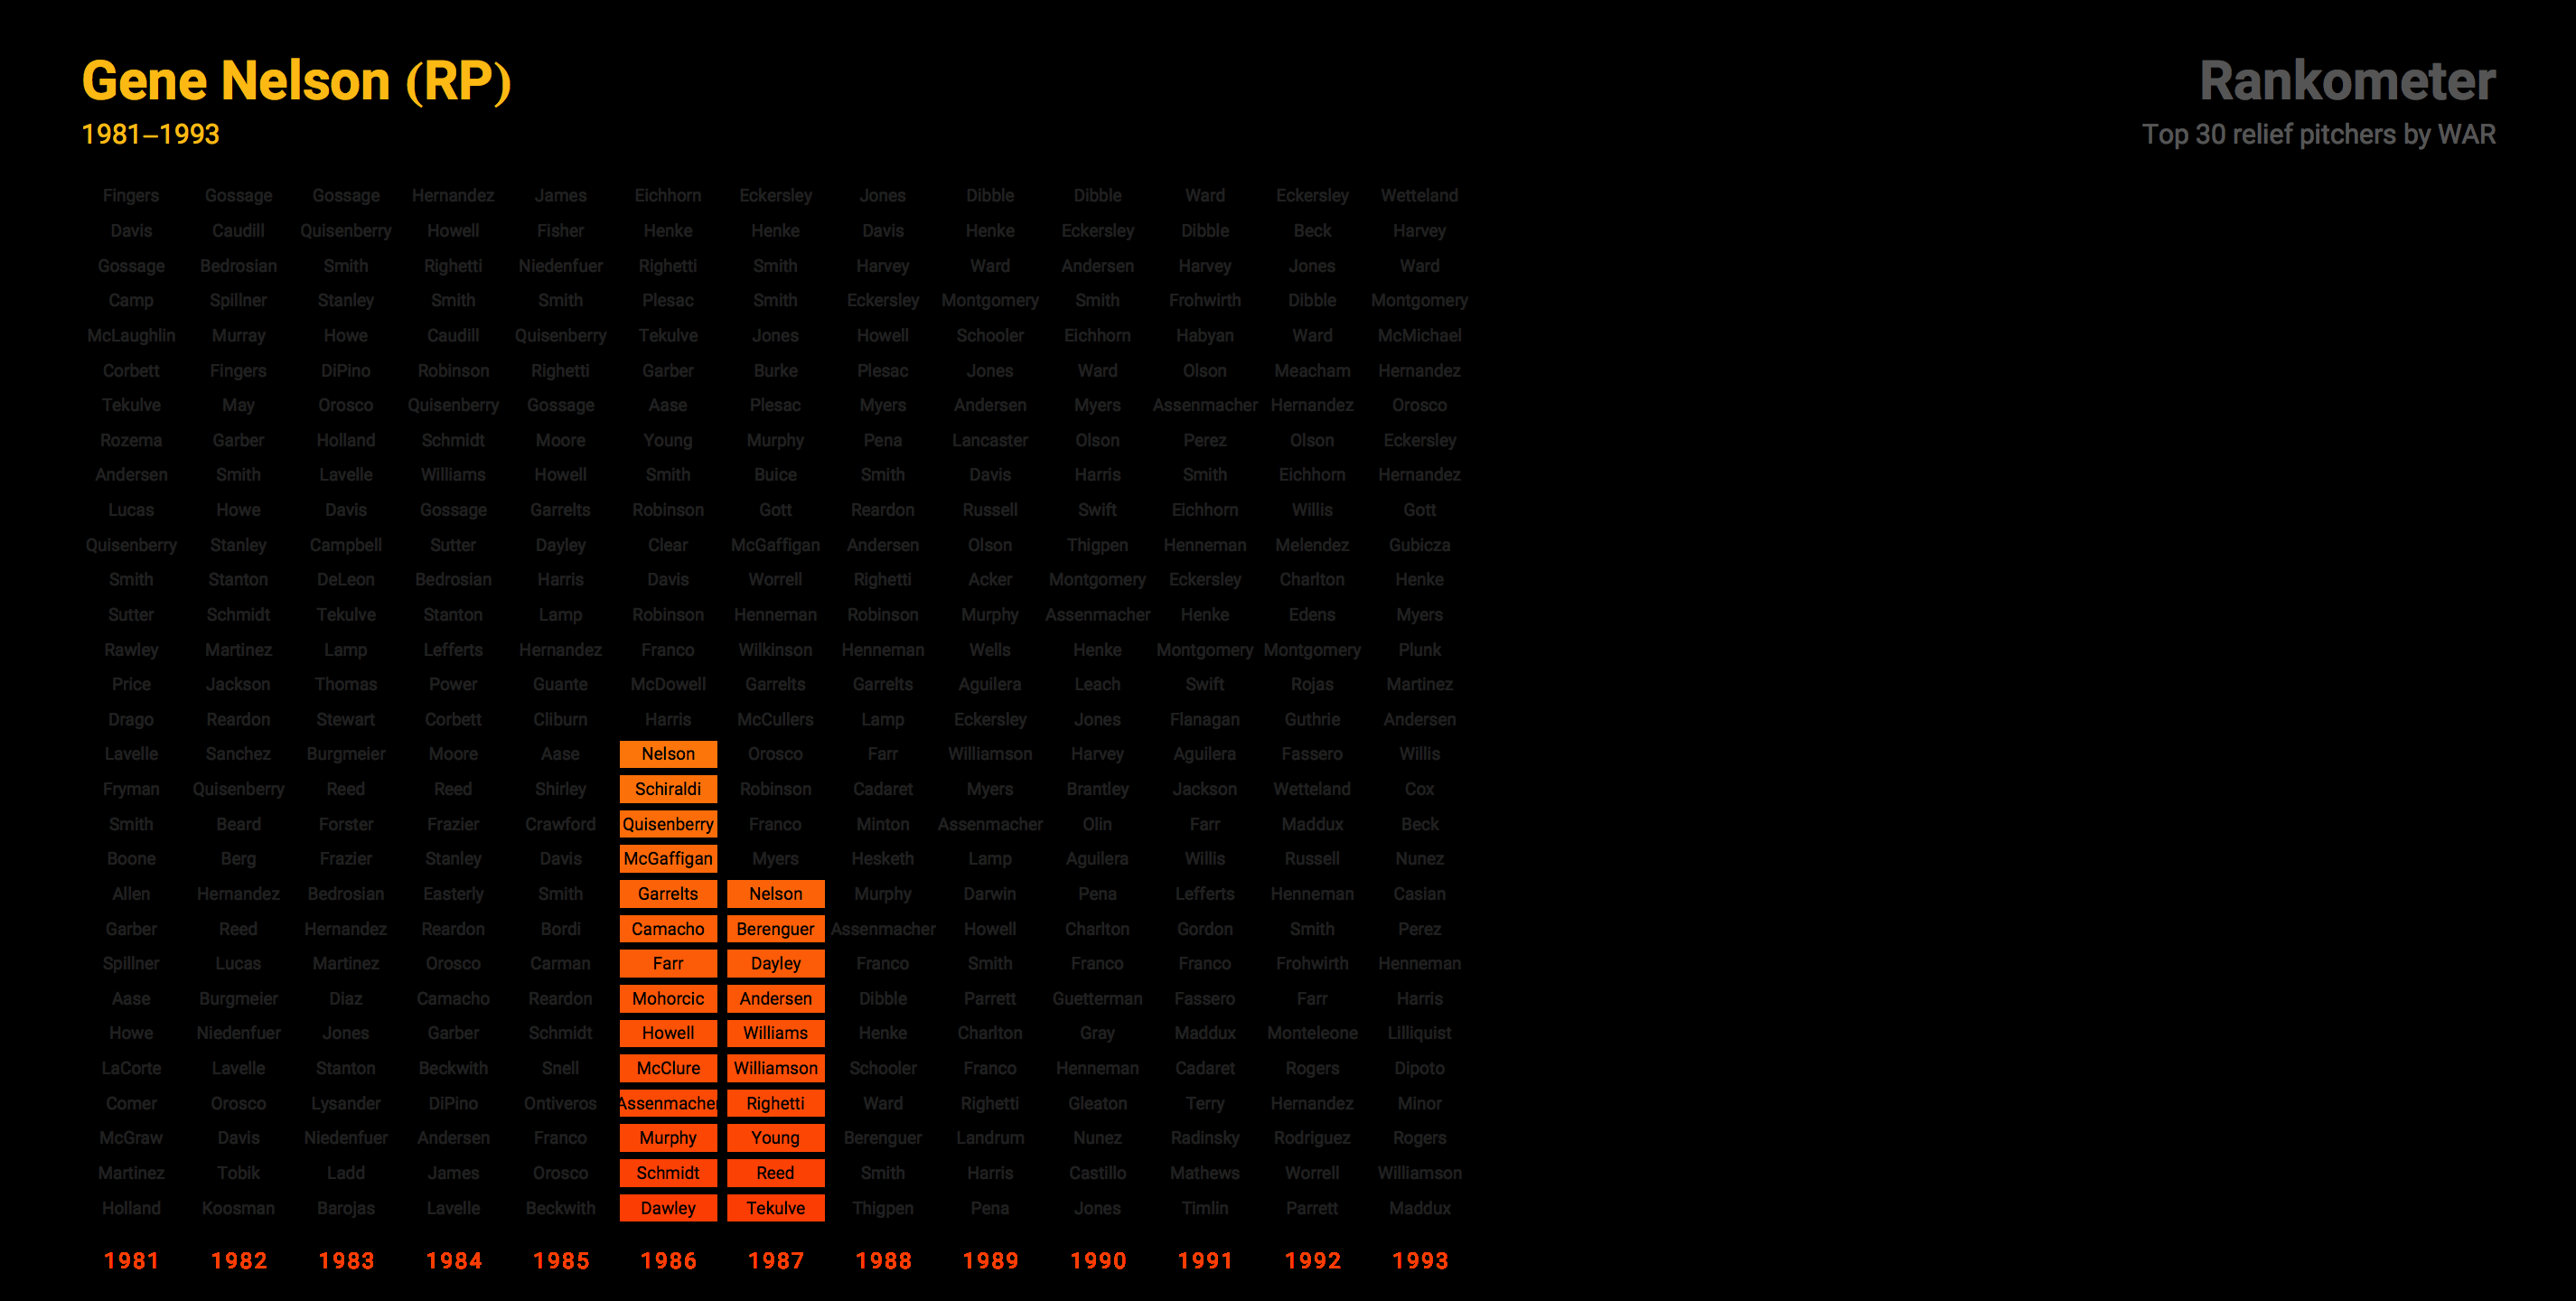 Gene Nelson (RP)
1981–1993
Rankometer
Top 30 relief pitchers by WAR
Fingers Gossage Gossage Hernandez James Eichhorn Eckersley Jones Dibble Dibble Ward Eckersley Wetteland
Davis Caudill Quisenberry Howell Fisher Henke Henke Davis Henke Eckersley Dibble Beck Harvey
Gossage Bedrosian Smith Righetti Niedenfuer Righetti Smith Harvey Ward Andersen Harvey Jones Ward
Camp Spillner Stanley Smith Smith Plesac Smith Eckersley Montgomery Smith Frohwirth Dibble Montgomery
McLaughlin Murray Howe Caudill Quisenberry Tekulve Jones Howell Schooler Eichhorn Habyan Ward McMichael
Corbett Fingers DiPino Robinson Righetti Garber Burke Plesac Jones Ward Olson Meacham Hernandez
Tekulve May Orosco Quisenberry Gossage Aase Plesac Myers Andersen Myers Assenmacher Hernandez Orosco
Rozema Garber Holland Schmidt Moore Young Murphy Pena Lancaster Olson Perez Olson Eckersley
Andersen Smith Lavelle Williams Howell Smith Buice Smith Davis Harris Smith Eichhorn Hernandez
Lucas Howe Davis Gossage Garrelts Robinson Gott Reardon Russell Swift Eichhorn Willis Gott
Quisenberry Stanley Campbell Sutter Dayley Clear McGaffigan Andersen Olson Thigpen Henneman Melendez Gubicza
Smith Stanton DeLeon Bedrosian Harris Davis Worrell Righetti Acker Montgomery Eckersley Charlton Henke
Sutter Schmidt Tekulve Stanton Lamp Robinson Henneman Robinson Murphy Assenmacher Henke Edens Myers
Rawley Martinez Lamp Lefferts Hernandez Franco Wilkinson Henneman Wells Henke Montgomery Montgomery Plunk
Price Jackson Thomas Power Guante McDowell Garrelts Garrelts Aguilera Leach Swift Rojas Martinez
Drago Reardon Stewart Corbett Cliburn Harris McCullers Lamp Eckersley Jones Flanagan Guthrie Andersen
Lavelle Sanchez Burgmeier Moore Aase Nelson Orosco Farr Williamson Harvey Aguilera Fassero Willis
Fryman Quisenberry Reed Reed Shirley Schiraldi Robinson Cadaret Myers Brantley Jackson Wetteland Cox
Smith Beard Forster Frazier Crawford Quisenberry Franco Minton Assenmacher Olin Farr Maddux Beck
Boone Berg Frazier Stanley Davis McGaffigan Myers Hesketh Lamp Aguilera Willis Russell Nunez
Allen Hernandez Bedrosian Easterly Smith Garrelts Nelson Murphy Darwin Pena Lefferts Henneman Casian
Garber Reed Hernandez Reardon Bordi Camacho Berenguer Assenmacher Howell Charlton Gordon Smith Perez
Spillner Lucas Martinez Orosco Carman Farr Dayley Franco Smith Franco Franco Frohwirth Henneman
Aase Burgmeier Diaz Camacho Reardon Mohorcic Andersen Dibble Parrett Guetterman Fassero Farr Harris
Howe Niedenfuer Jones Garber Schmidt Howell Williams Henke Charlton Gray Maddux Monteleone Lilliquist
LaCorte Lavelle Stanton Beckwith Snell McClure Williamson Schooler Franco Henneman Cadaret Rogers Dipoto
Comer Orosco Lysander DiPino Ontiveros Assenmacher Righetti Ward Righetti Gleaton Terry Hernandez Minor
McGraw Davis Niedenfuer Andersen Franco Murphy Young Berenguer Landrum Nunez Radinsky Rodriguez Rogers
Martinez Tobik Ladd James Orosco Schmidt Reed Smith Harris Castillo Mathews Worrell Williamson
Holland Koosman Barojas Lavelle Beckwith Dawley Tekulve Thigpen Pena Jones Timlin Parrett Maddux
1981 1982 1983 1984 1985 1986 1987 1988 1989 1990 1991 1992 1993